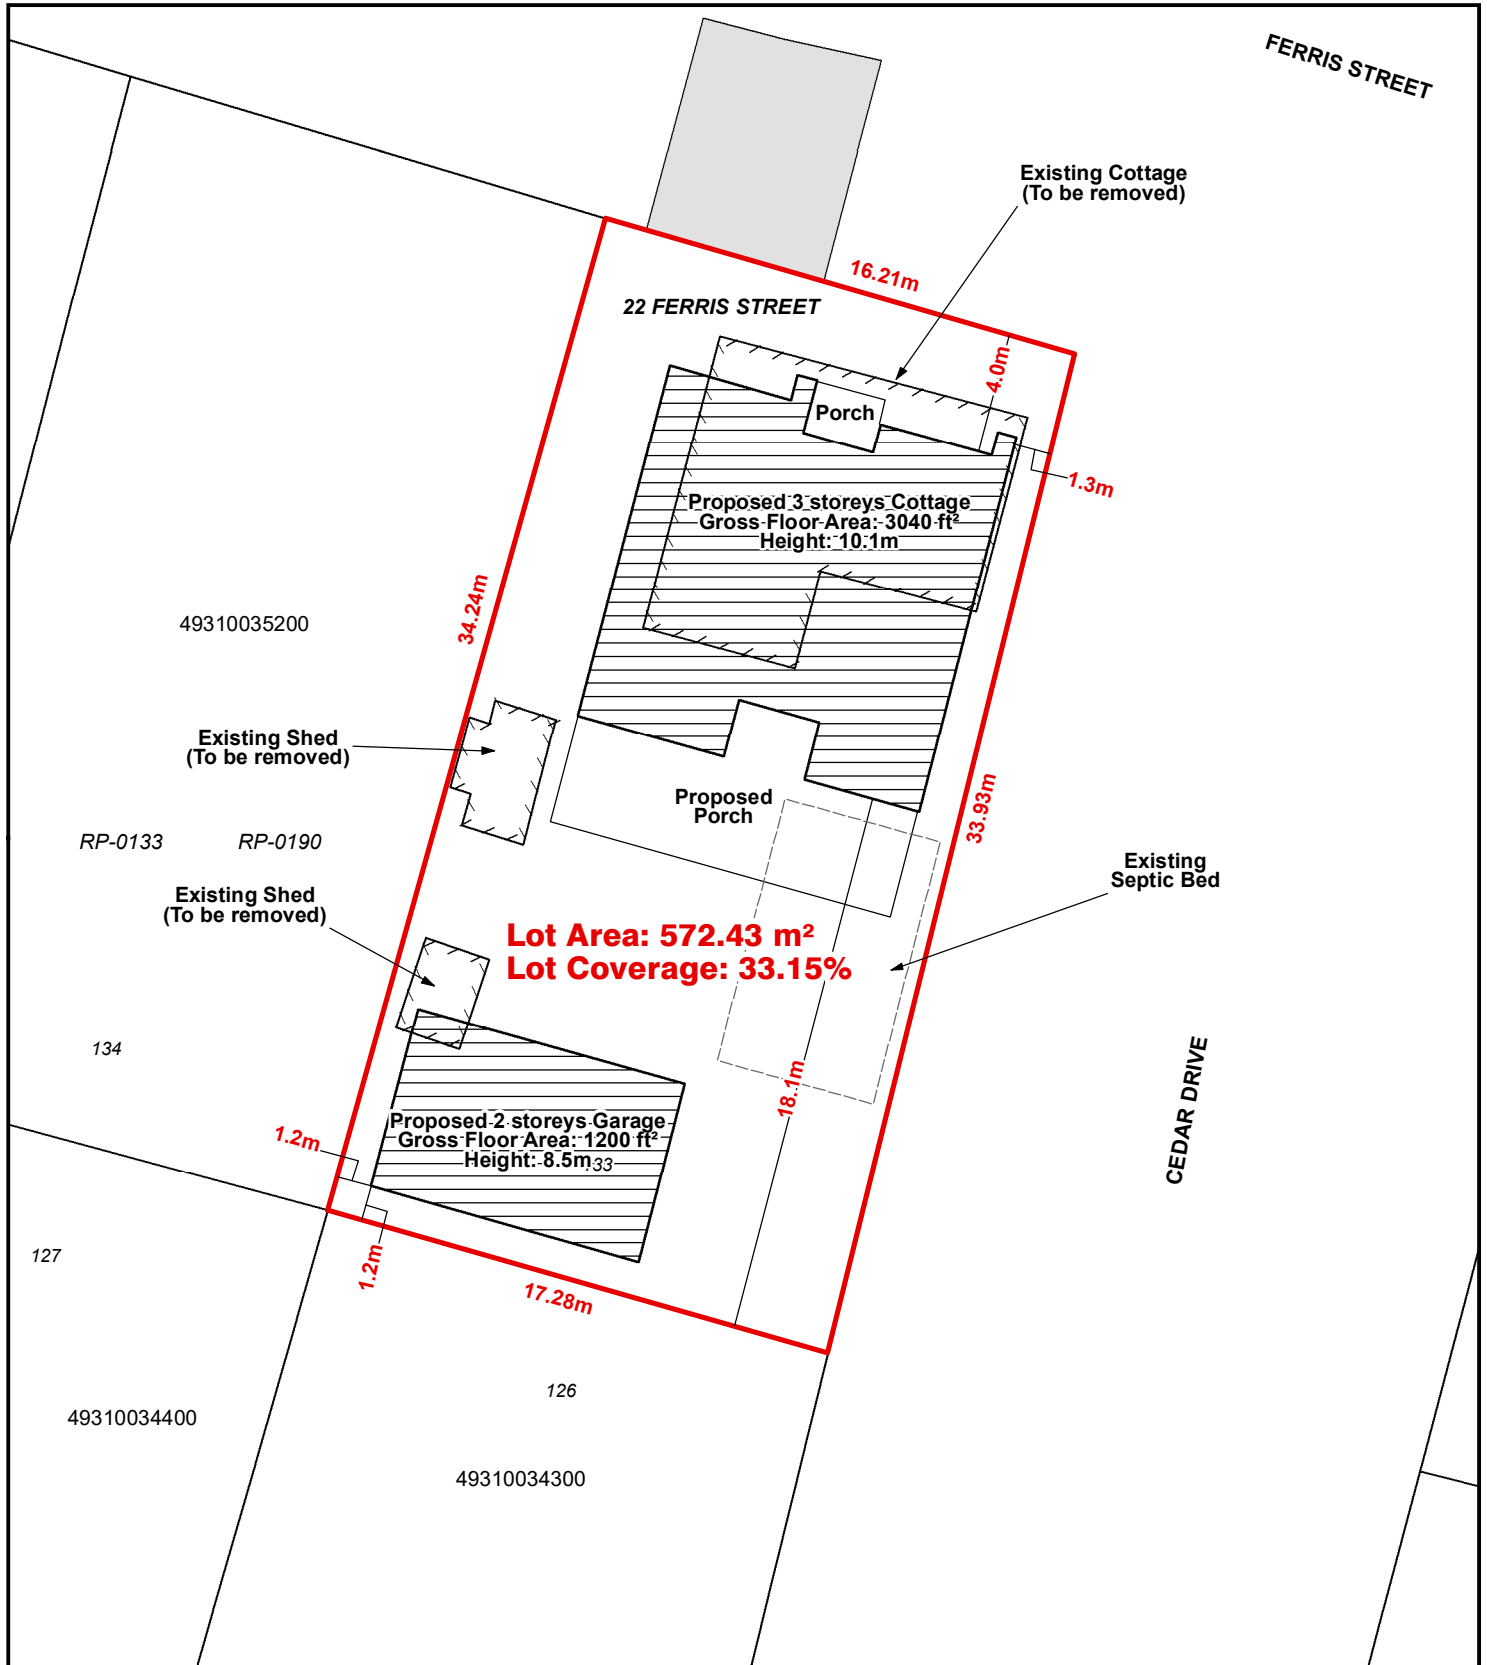 FERRIS STREET
Existing Cottage
(To be removed)
16.21m
22 FERRIS STREET
4.0m
Porch
1.3m
Proposed 3 storeys Cottage
Gross Floor Area: 3040 ft²
Height: 10.1m
34.24m
49310035200
Existing Shed
(To be removed)
Proposed
Porch
33.93m
RP-0133
RP-0190
Existing
Septic Bed
Existing Shed
(To be removed)
Lot Area: 572.43 m²
Lot Coverage: 33.15%
134
18.1m
CEDAR DRIVE
Proposed 2 storeys Garage
Gross Floor Area: 1200 ft²
Height: 8.5m
1.2m
127
1.2m
17.28m
126
49310034400
49310034300